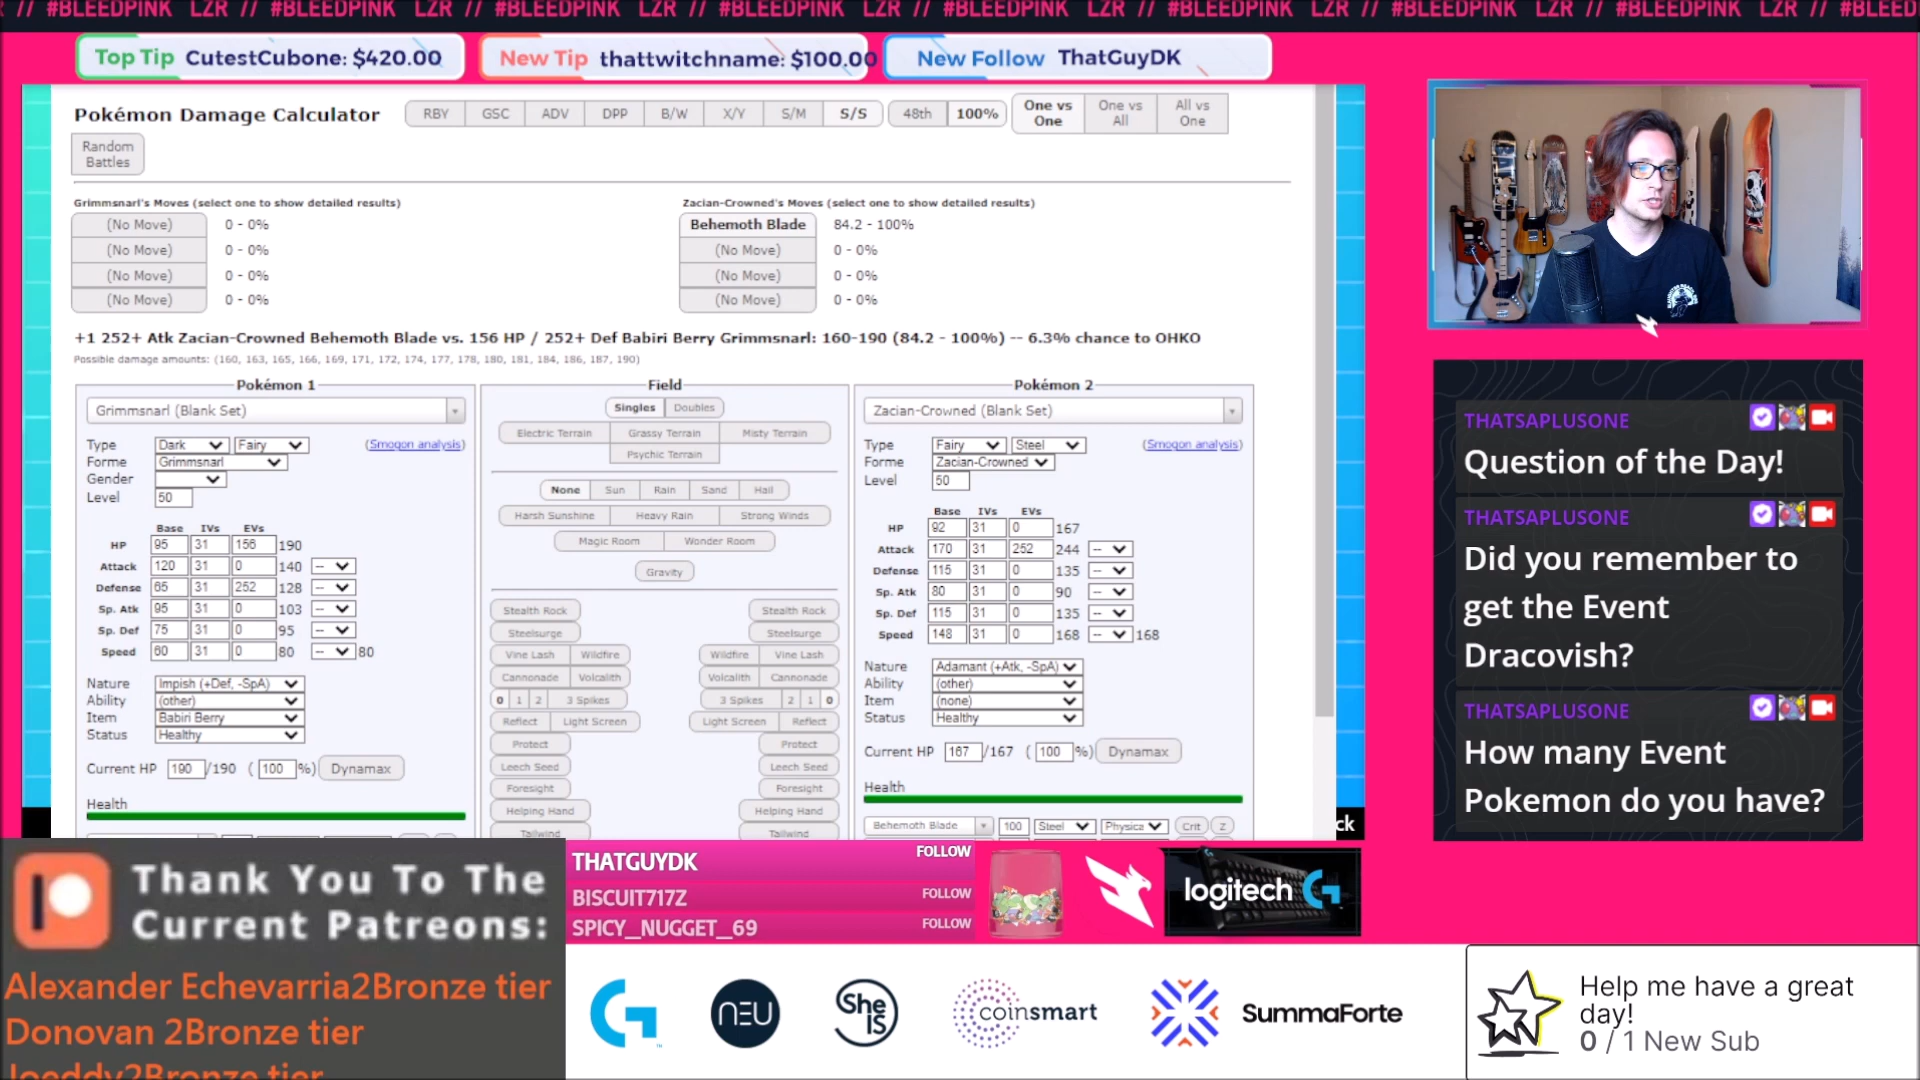 // #BLEEDPINK LZR // #BLEEDPINK LZR // #BLEEDPINK LZR // #BLEEDPINK LZR // #BLEEDPINK LZR // #BLEEDPINK LZR // #BLEEDPINK LZR // #BLEEDPINK LZR // #BLEED
Top Tip CutestCubone: $420.00
New Tip thattwitchname: $100.00
New Follow ThatGuyDK
Pokémon Damage Calculator
RBY GSC ADV DPP B/W X/Y S/M S/S 48th 100%
One vs One
One vs All
All vs One
Random Battles
Grimmsnarl's Moves (select one to show detailed results)
(No Move) 0 - 0%
(No Move) 0 - 0%
(No Move) 0 - 0%
(No Move) 0 - 0%
Zacian-Crowned's Moves (select one to show detailed results)
Behemoth Blade 84.2 - 100%
(No Move) 0 - 0%
(No Move) 0 - 0%
(No Move) 0 - 0%
+1 252+ Atk Zacian-Crowned Behemoth Blade vs. 156 HP / 252+ Def Babiri Berry Grimmsnarl: 160-190 (84.2 - 100%) -- 6.3% chance to OHKO
Possible damage amounts: (160, 163, 165, 166, 169, 171, 172, 174, 177, 178, 180, 181, 184, 186, 187, 190)
Pokémon 1
Grimmsnarl (Blank Set)
Type Dark Fairy (Smogon analysis)
Forme Grimmsnarl
Gender
Level 50
Base IVs EVs
HP 95 31 156 190
Attack 120 31 0 140 --
Defense 65 31 252 128 --
Sp. Atk 95 31 0 103 --
Sp. Def 75 31 0 95 --
Speed 60 31 0 80 -- 80
Nature Impish (+Def, -SpA)
Ability (other)
Item Babiri Berry
Status Healthy
Current HP 190 /190 ( 100 %) Dynamax
Health
Field
Singles Doubles
Electric Terrain Grassy Terrain Misty Terrain
Psychic Terrain
None Sun Rain Sand Hail
Harsh Sunshine Heavy Rain Strong Winds
Magic Room Wonder Room
Gravity
Stealth Rock Stealth Rock
Steelsurge Steelsurge
Vine Lash Wildfire Wildfire Vine Lash
Cannonade Volcalith Volcalith Cannonade
0 1 2 3 Spikes 3 Spikes 2 1 0
Reflect Light Screen Light Screen Reflect
Protect Protect
Leech Seed Leech Seed
Foresight Foresight
Helping Hand Helping Hand
Tailwind Tailwind
Pokémon 2
Zacian-Crowned (Blank Set)
Type Fairy Steel (Smogon analysis)
Forme Zacian-Crowned
Level 50
Base IVs EVs
HP 92 31 0 167
Attack 170 31 252 244 --
Defense 115 31 0 135 --
Sp. Atk 80 31 0 90 --
Sp. Def 115 31 0 135 --
Speed 148 31 0 168 -- 168
Nature Adamant (+Atk, -SpA)
Ability (other)
Item (none)
Status Healthy
Current HP 167 /167 ( 100 %) Dynamax
Health
Behemoth Blade 100 Steel Physica Crit Z
ck
THATSAPLUSONE
Question of the Day!
THATSAPLUSONE
Did you remember to
get the Event
Dracovish?
THATSAPLUSONE
How many Event
Pokemon do you have?
Thank You To The
Current Patreons:
Alexander Echevarria2Bronze tier
Donovan 2Bronze tier
Joeddy2Bronze tier
THATGUYDK FOLLOW
BISCUIT717Z FOLLOW
SPICY_NUGGET_69 FOLLOW
logitech G
NEU
She IS
coinsmart
SummaForte
Help me have a great
day!
0 / 1 New Sub